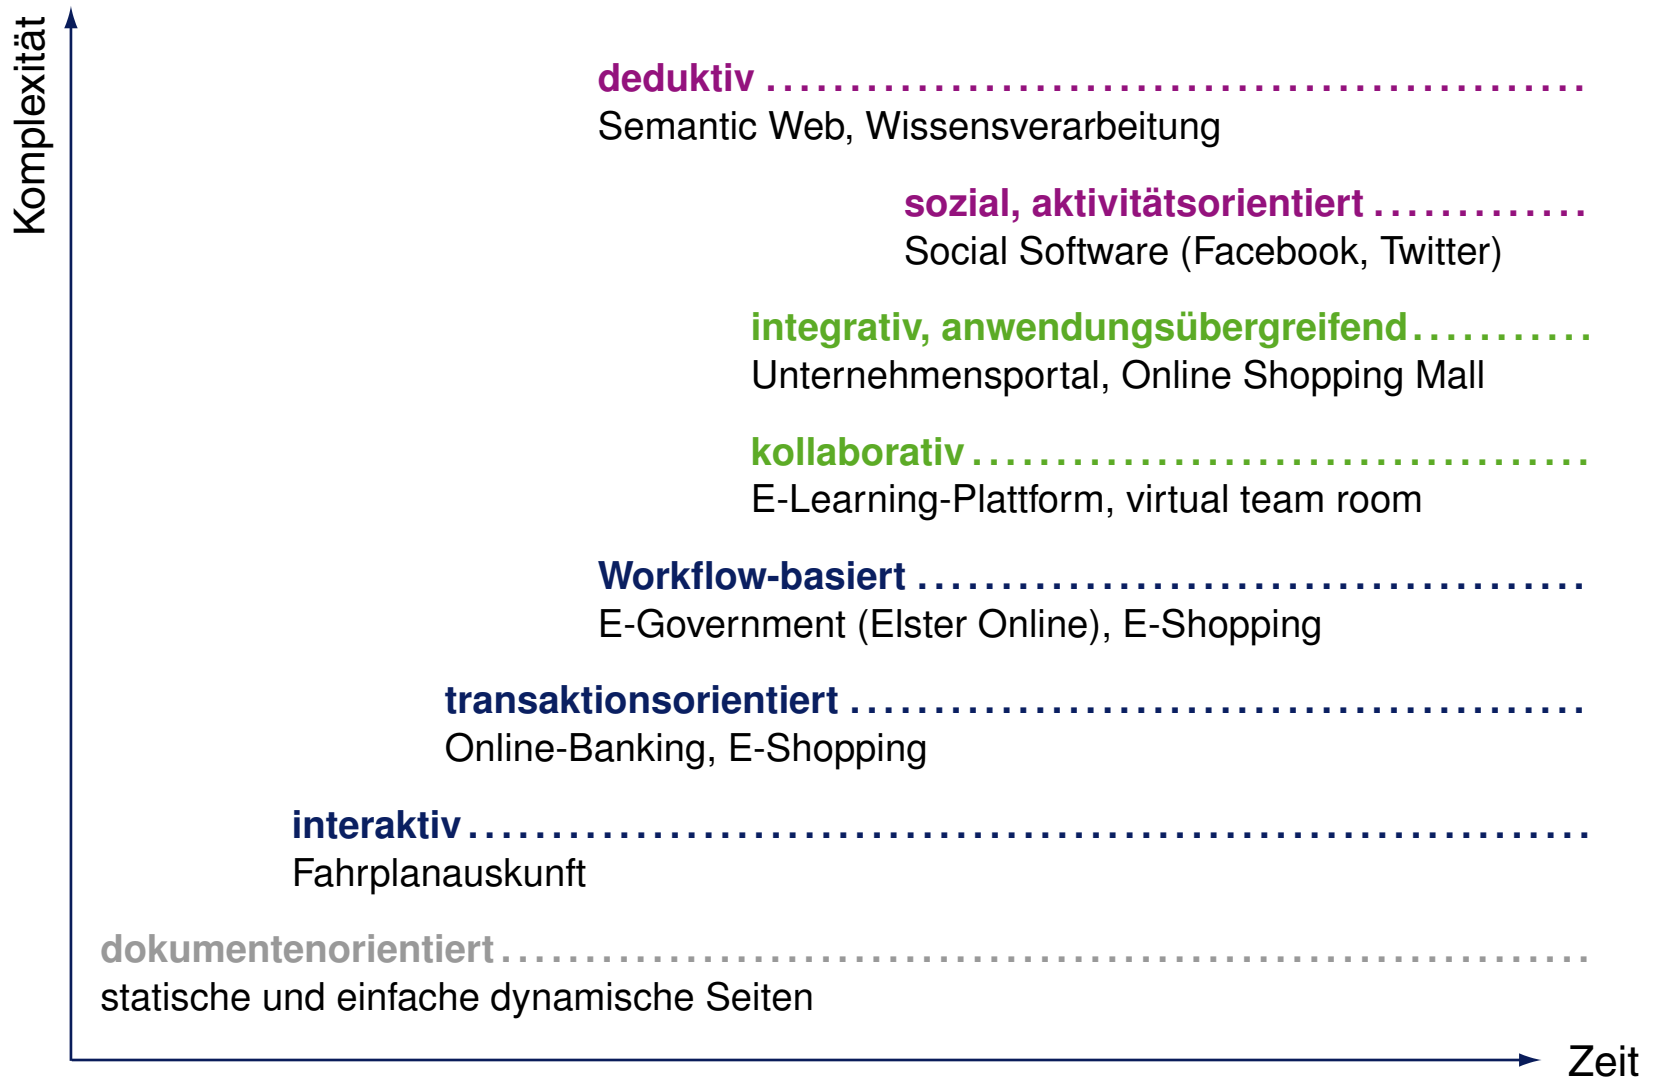 Komplexität
deduktiv
Semantic Web, Wissensverarbeitung
sozial, aktivitätsorientiert
Social Software (Facebook, Twitter)
integrativ, anwendungsübergreifend
Unternehmensportal, Online Shopping Mall
kollaborativ
E-Learning-Plattform, virtual team room
Workflow-basiert
E-Government (Elster Online), E-Shopping
transaktionsorientiert
Online-Banking, E-Shopping
interaktiv
Fahrplanauskunft
dokumentenorientiert
statische und einfache dynamische Seiten
Zeit